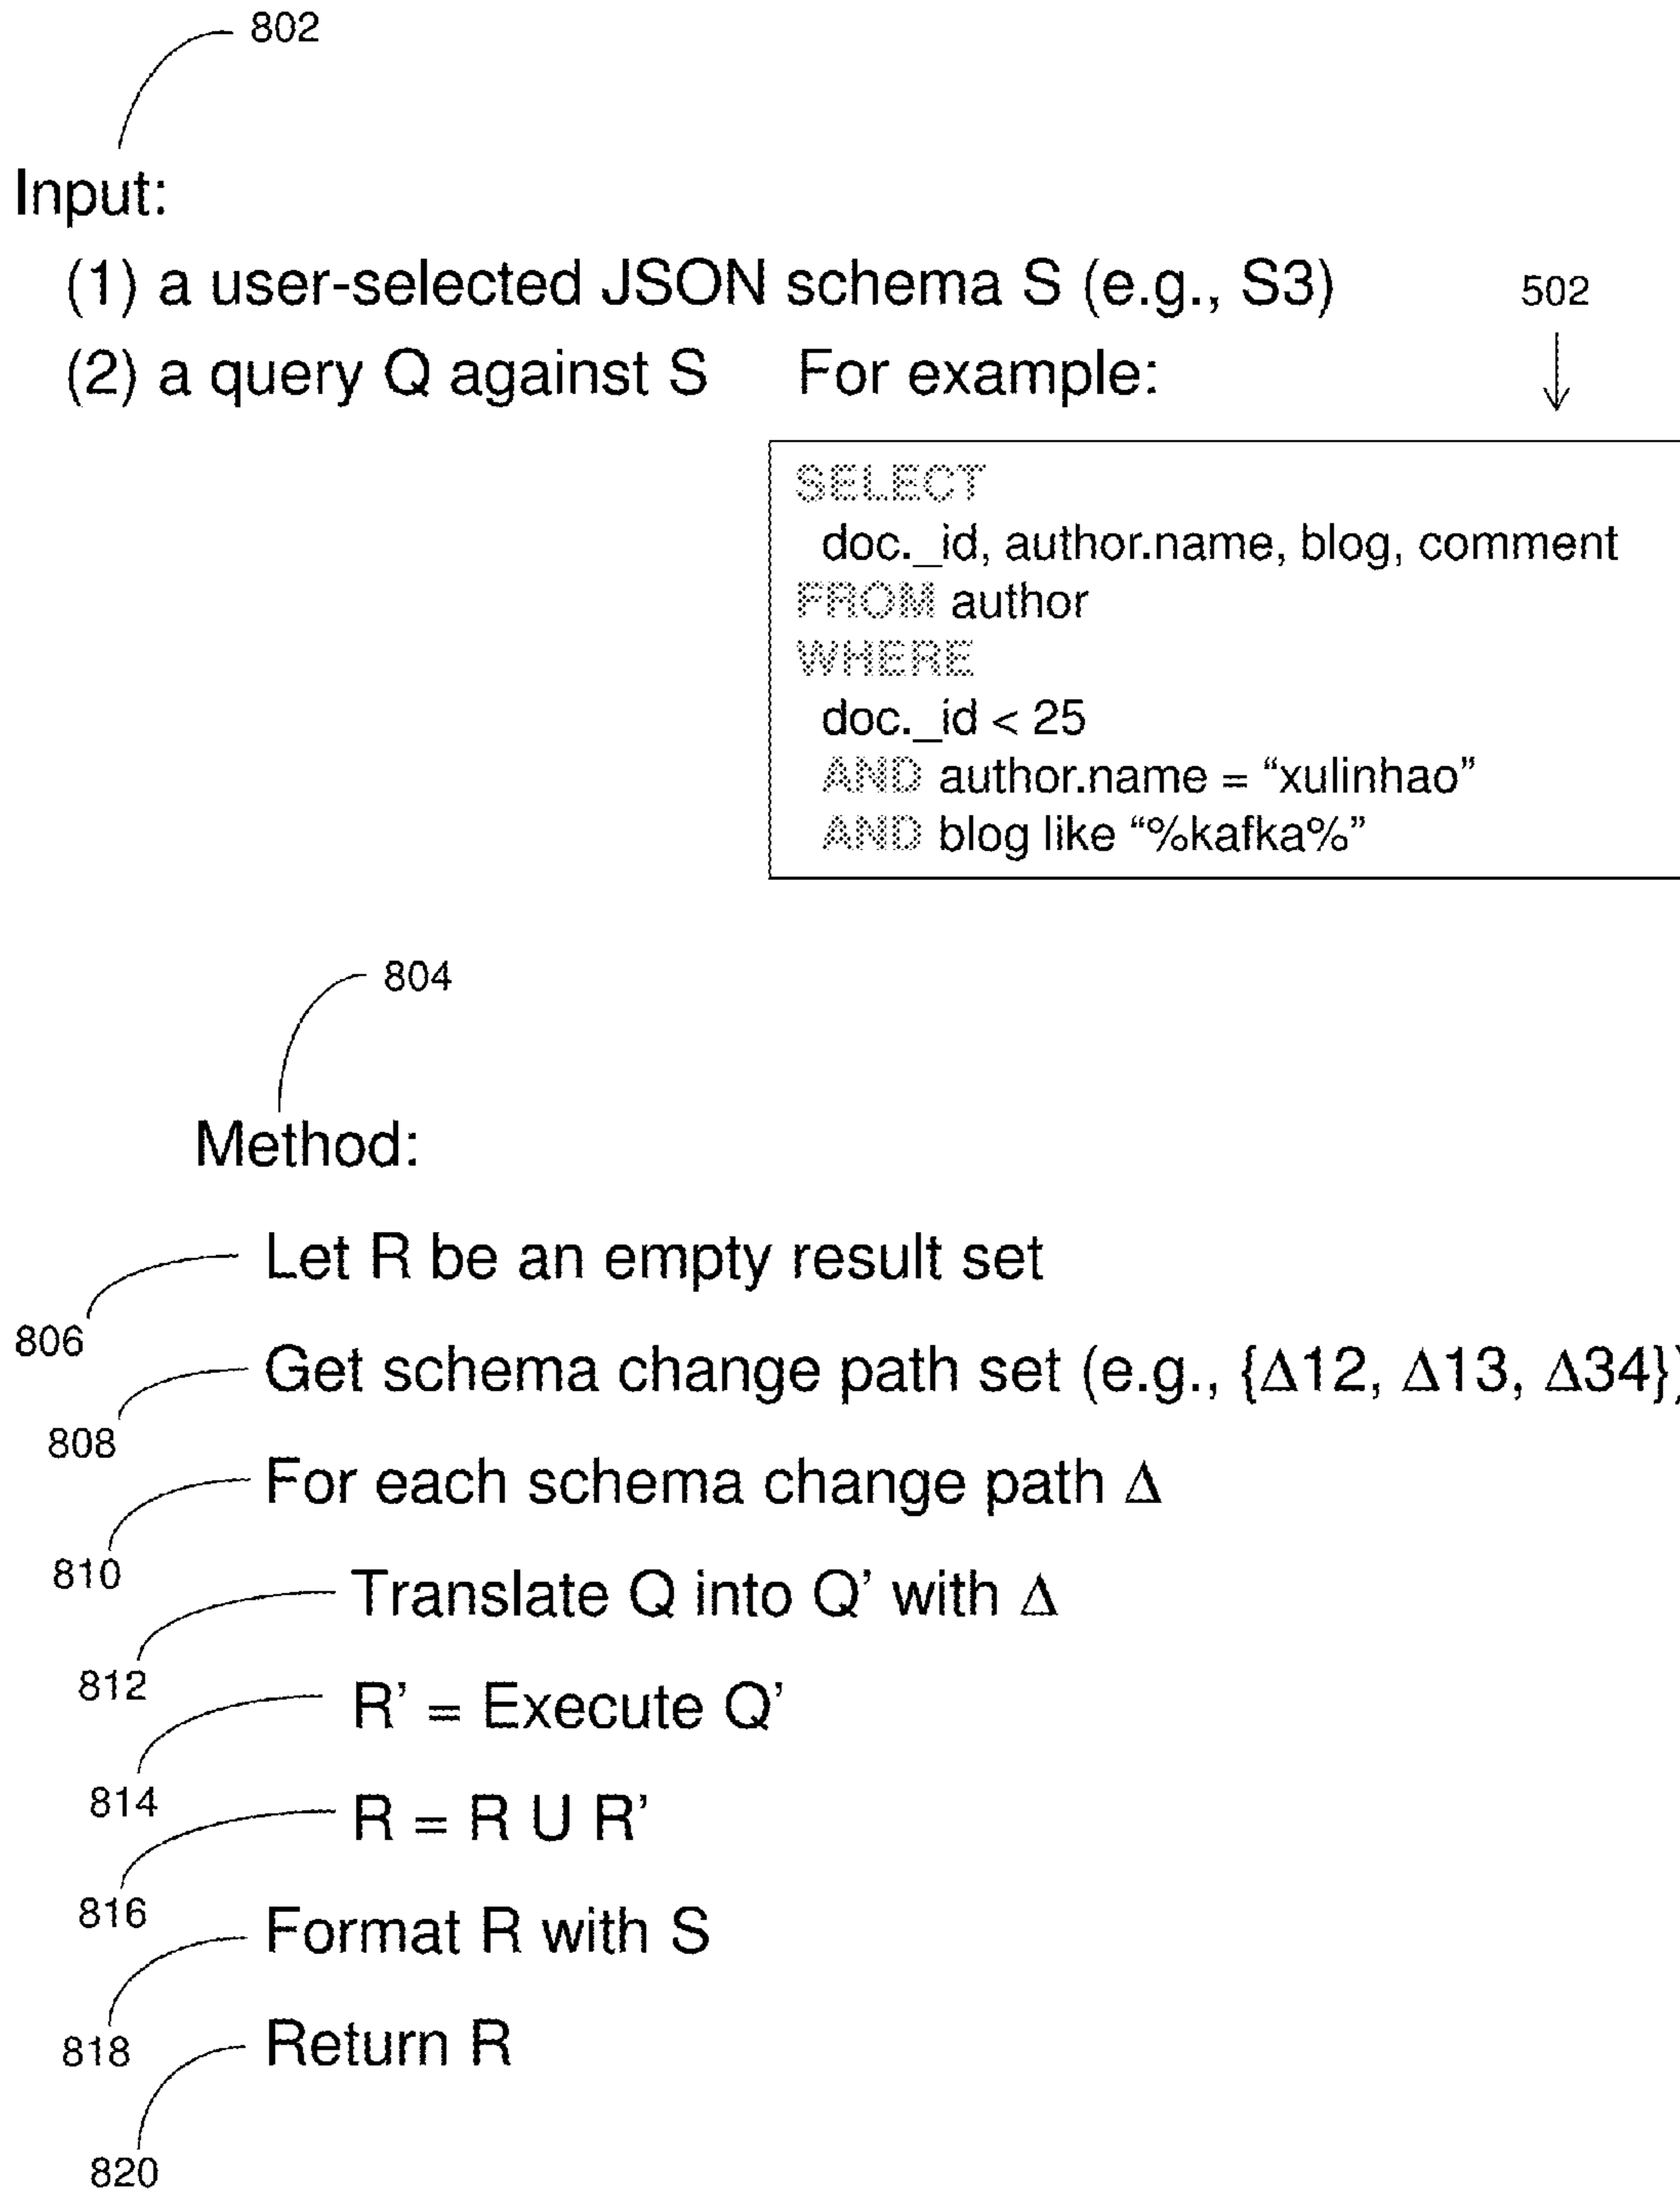 802
Input:
(1) a user-selected JSON schema S (e.g., S3)
502
(2) a query Q against S For example:
SELECT
doc._id, author.name, blog, comment
FROM author
WHERE
doc._id < 25
AND author.name = “xulinhao”
AND blog like “%kafka%”
804
Method:
Let R be an empty result set
806
Get schema change path set (e.g., {Δ12, Δ13, Δ34})
808
For each schema change path Δ
810
Translate Q into Q’ with Δ
812
R’ = Execute Q’
814
R = R U R’
816
Format R with S
818
Return R
820